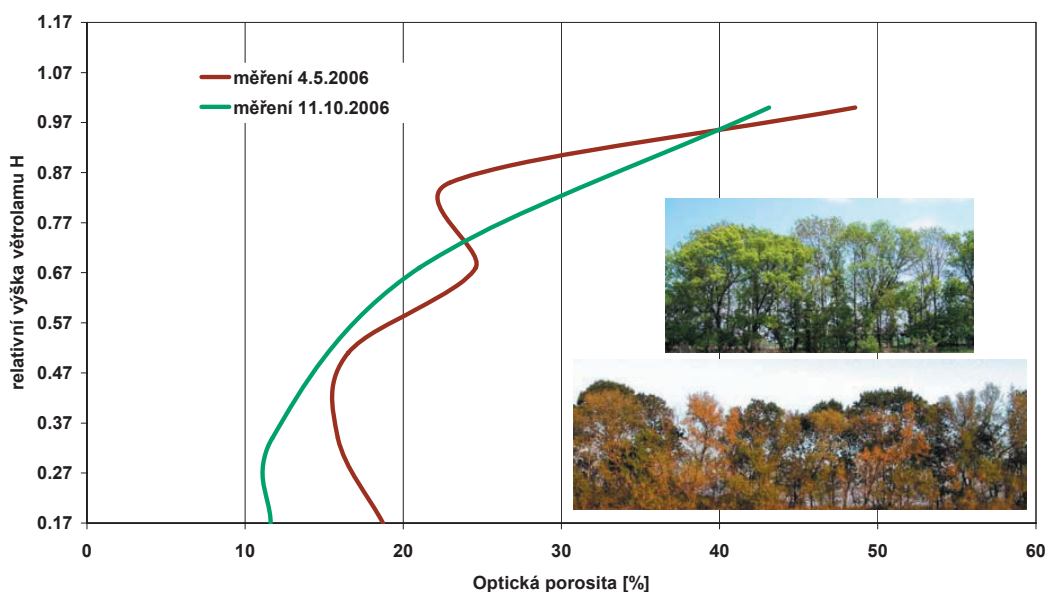 1.17
1.07
0.97
0.87
0.77
0.67
0.57
0.47
0.37
0.27
0.17
relativní výška větrolamu H
měření 4.5.2006
měření 11.10.2006
0 10 20 30 40 50 60
Optická porosita [%]